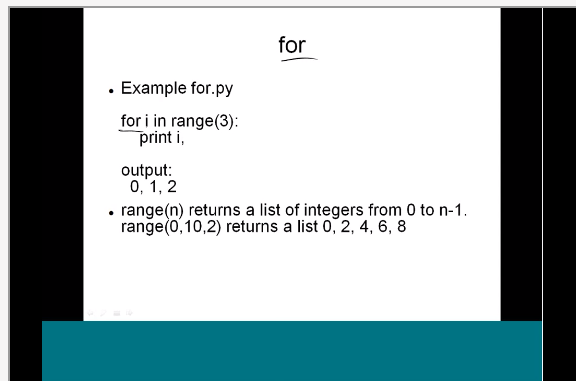 for
• Example for.py
for i in range(3):
print i,
output:
0, 1, 2
• range(n) returns a list of integers from 0 to n-1.
range(0,10,2) returns a list 0, 2, 4, 6, 8